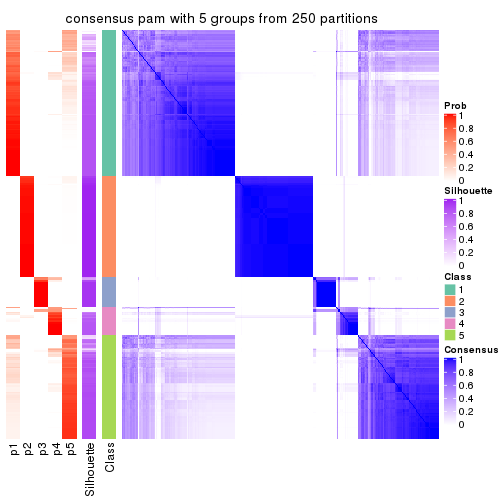 consensus pam with 5 groups from 250 partitions
p1
p2
p3
p4
p5
Silhouette
Class
Prob
1
0.8
0.6
0.4
0.2
0
Silhouette
1
0.8
0.6
0.4
0.2
0
Class
1
2
3
4
5
Consensus
1
0.8
0.6
0.4
0.2
0